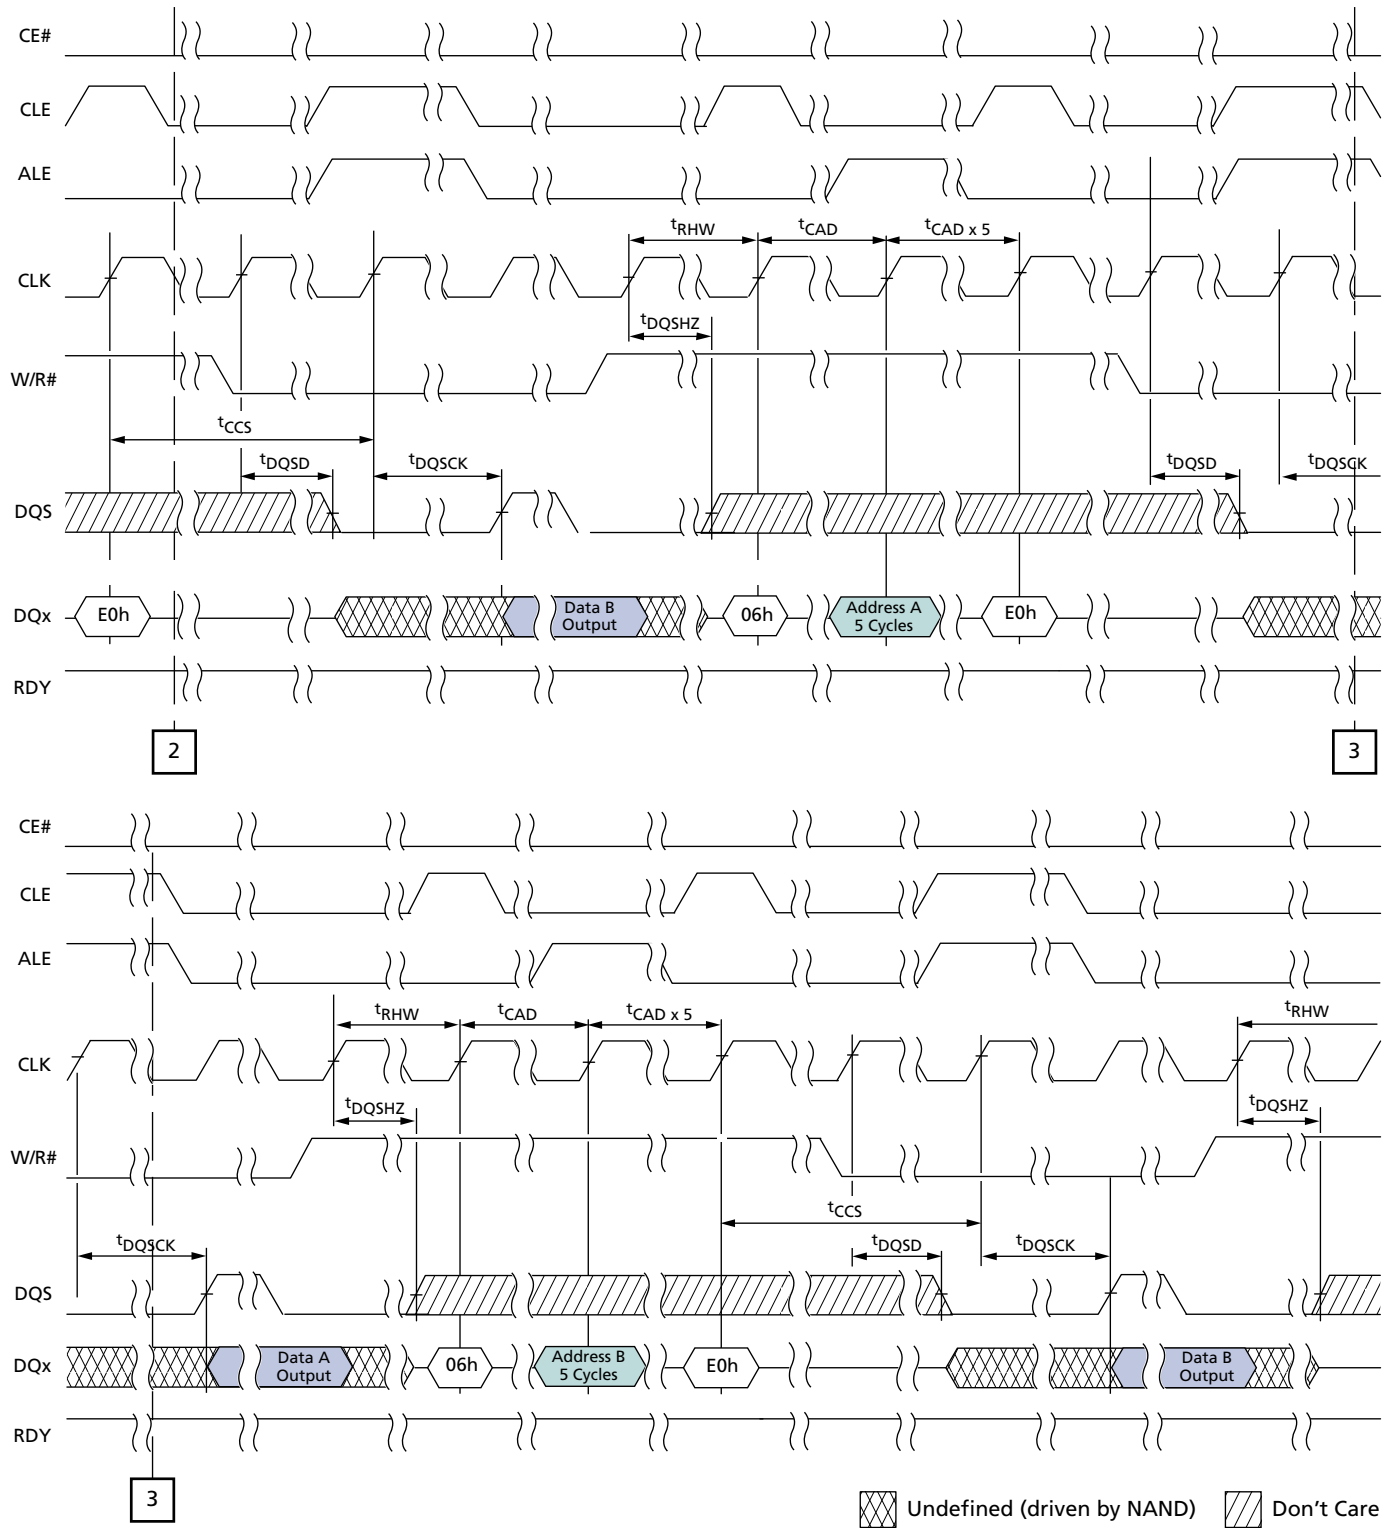 CE#
CLE
ALE
tRHW tCAD tCAD x 5
CLK
tDQSHZ
W/R#
tCCS
tDQSD tDQSCK tDQSD tDQSCK
DQS
DQx E0h Data B Output 06h Address A 5 Cycles E0h
RDY
2 3
CE#
CLE
ALE
tRHW tCAD tCAD x 5 tRHW
CLK
tDQSHZ tDQSHZ
W/R#
tCCS
tDQSCK tDQSD tDQSCK
DQS
DQx Data A Output 06h Address B 5 Cycles E0h Data B Output
RDY
3
Undefined (driven by NAND) Don't Care